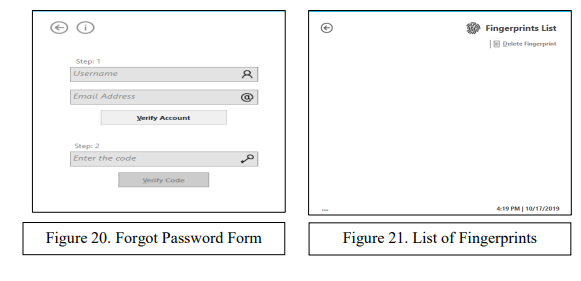 Step: 1
Username
Email Address
@
Verify Account
Step: 2
Enter the code
Verify Code
Figure 20. Forgot Password Form
Fingerprints List
Delete Fingerprint
4:19 PM | 10/17/2019
Figure 21. List of Fingerprints